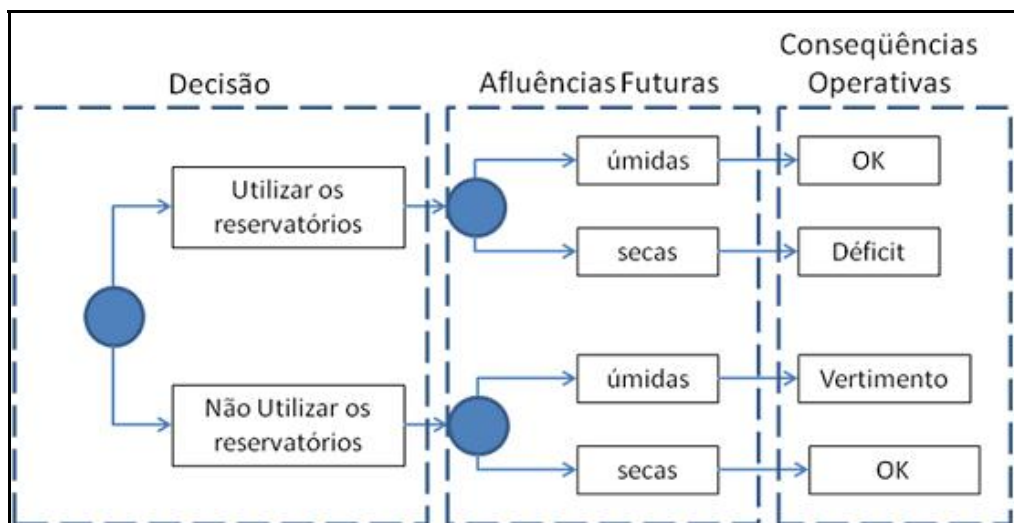 Decisão
Afluências Futuras
Conseqüências
Operativas
Utilizar os
reservatórios
úmidas
OK
secas
Déficit
Não Utilizar os
reservatórios
úmidas
Vertimento
secas
OK